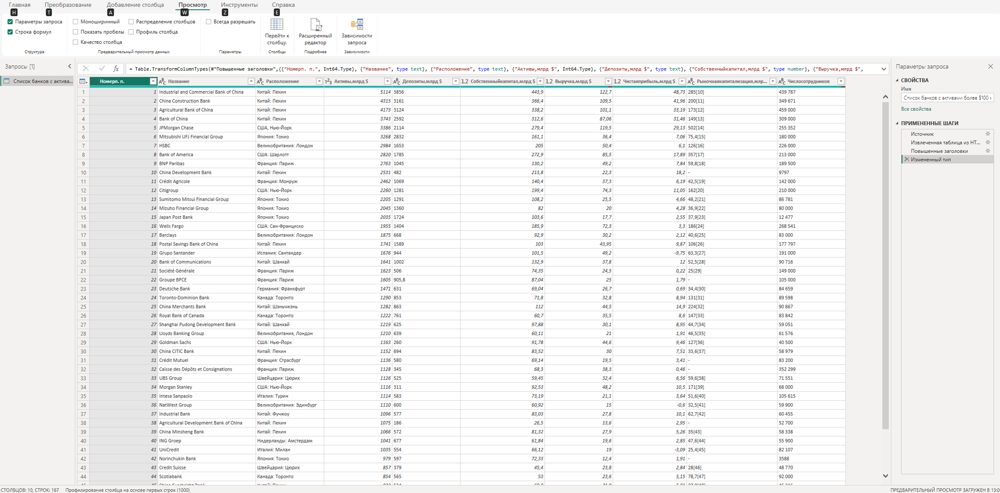 Главная Преобразование Добавление столбца Просмотр Инструменты Справка
H T A W Z E
Параметры запроса Моноширинный Распределение столбцов Всегда разрешать
Строка формул Показать пробелы Профиль столбца Перейти к столбцу. Расширенный редактор Зависимости запроса
Качество столбца
Структура Предварительный просмотр данных Параметры Столбцы Подробнее Зависимости
Запросы [1]
Список банков с актива...
fx = Table.TransformColumnTypes(#"Повышенные заголовки",{{"Номерп. п.", Int64.Type}, {"Название", type text}, {"Расположение", type text}, {"Активы,млрд $", Int64.Type}, {"Депозиты,млрд $", type text}, {"Собственныйкапитал,млрд $", type number}, {"Выручка,млрд $",
Номерп. п. ABC Название ABC Расположение 123 Активы,млрд $ ABC Депозиты,млрд $ 1.2 Собственныйкапитал,млрд $ 1.2 Выручка,млрд $ 1.2 Чистаяприбыль,млрд $ ABC Рыночнаякапитализация,млр... ABC Числосотрудников
1 1 Industrial and Commercial Bank of China Китай: Пекин 5114 3856 443,9 122,7 48,73 285[10] 439 787
2 2 China Construction Bank Китай: Пекин 4315 3161 366,4 109,5 41,96 200[11] 349 671
3 3 Agricultural Bank of China Китай: Пекин 4173 3124 338,2 101,1 33,19 173[12] 459 000
4 4 Bank of China Китай: Пекин 3743 2592 312,6 87,06 31,46 149[13] 309 000
5 5 JPMorgan Chase США, Нью-Йорк 3386 2114 279,4 119,5 29,13 502[14] 255 352
6 6 Mitsubishi UFJ Financial Group Япония: Токио 3268 2832 161,1 36,4 7,06 75,4[15] 180 000
7 7 HSBC Великобритания: Лондон 2984 1653 205 50,4 6,1 126[16] 226 000
8 8 Bank of America США: Шарлотт 2820 1785 272,9 85,5 17,89 357[17] 213 000
9 9 BNP Paribas Франция: Париж 2763 1045 130,2 49,2 7,84 59,8[18] 189 500
10 10 China Development Bank Китай: Пекин 2531 482 213,8 22,3 18,2 - 9797
11 11 Crédit Agricole Франция: Монруж 2462 1069 140,4 37,3 6,19 42,5[19] 142 000
12 12 Citigroup США: Нью-Йорк 2260 1281 199,4 74,3 11,05 162[20] 210 000
13 13 Sumitomo Mitsui Financial Group Япония: Токио 2205 1291 108,2 25,5 4,66 48,2[21] 86 781
14 14 Mizuho Financial Group Япония: Токио 2045 1360 82 20 4,28 36,9[22] 80 000
15 15 Japan Post Bank Япония: Токио 2035 1724 103,6 17,7 2,55 37,9[23] 12 477
16 16 Wells Fargo США: Сан-Франциско 1955 1404 185,9 72,3 3,3 186[24] 268 541
17 17 Barclays Великобритания: Лондон 1875 668 92,9 30,2 2,12 40,6[25] 83 000
18 18 Postal Savings Bank of China Китай: Пекин 1741 1589 103 43,95 9,87 106[26] 177 797
19 19 Grupo Santander Испания: Сантандер 1676 944 101,5 49,2 -9,75 63,3[27] 191 000
20 20 Bank of Communications Китай: Шанхай 1641 1002 132,9 37,8 12 52,5[28] 90 716
21 21 Société Générale Франция: Париж 1623 506 74,35 24,5 0,22 25[29] 149 000
22 22 Groupe BPCE Франция: Париж 1605 905,8 87,04 25 1,79 - 105 000
23 23 Deutsche Bank Германия: Франкфурт 1471 631 69,04 26,7 0,69 34,4[30] 84 659
24 24 Toronto-Dominion Bank Канада: Торонто 1290 853 71,8 32,8 8,94 131[31] 89 598
25 25 China Merchants Bank Китай: Шэньчжэнь 1282 863 112 44,5 14,9 224[32] 90 867
26 26 Royal Bank of Canada Канада: Торонто 1222 761 60,7 35,5 8,6 147[33] 83 842
27 27 Shanghai Pudong Development Bank Китай: Шанхай 1219 625 97,88 30,1 8,95 44,7[34] 59 051
28 28 Lloyds Banking Group Великобритания, Лондон 1210 639 60,11 21 1,91 46,5[35] 61 576
29 29 Goldman Sachs США: Нью-Йорк 1163 260 91,78 44,6 9,46 127[36] 40 500
30 30 China CITIC Bank Китай: Пекин 1152 694 83,52 30 7,51 33,6[37] 58 979
31 31 Crédit Mutuel Франция: Страсбург 1136 580 69,14 19,5 3,41 - 83 200
32 32 Caisse des Dépôts et Consignations Франция: Париж 1128 345 68,3 38,3 0,46 - 352 299
33 33 UBS Group Швейцария: Цюрих 1126 525 59,45 32,4 6,56 59,6[38] 71 551
34 34 Morgan Stanley США: Нью-Йорк 1116 311 92,53 48,2 10,5 171[39] 68 000
35 35 Intesa Sanpaolo Италия: Турин 1114 583 73,19 21,1 3,64 51,6[40] 105 615
36 36 NatWest Group Великобритания: Эдинбург 1110 600 60,92 15 -0,6 32,5[41] 59 900
37 37 Industrial Bank Китай: Фучжоу 1096 577 83,03 27,8 10,1 62,7[42] 60 455
38 38 Agricultural Development Bank of China Китай: Пекин 1075 186 26,5 13,6 2,95 - 52 700
39 39 China Minsheng Bank Китай: Пекин 1066 572 81,32 27,9 5,26 35[43] 58 338
40 40 ING Groep Нидерланды: Амстердам 1041 677 61,84 19,6 2,85 47,6[44] 55 900
41 41 UniCredit Италия: Милан 1035 554 66,12 19 -3,09 25,4[45] 82 107
42 42 Norinchukin Bank Япония: Токио 979 597 72,33 12,4 1,91 - 3588
43 43 Credit Suisse Швейцария: Цюрих 857 379 45,4 23,8 2,84 28[46] 48 770
44 44 Scotiabank Канада: Торонто 854 565 53 23,6 5,15 78,7[47] 92 000
Параметры запроса
СВОЙСТВА
Имя
Список банков с активами более $100 м
Все свойства
ПРИМЕНЕННЫЕ ШАГИ
Источник
Извлеченная таблица из HT...
Повышенные заголовки
Измененный тип
СТОЛБЦОВ: 10, СТРОК: 187 Профилирование столбца на основе первых строк (1000) ПРЕДВАРИТЕЛЬНЫЙ ПРОСМОТР ЗАГРУЖЕН В 13:0